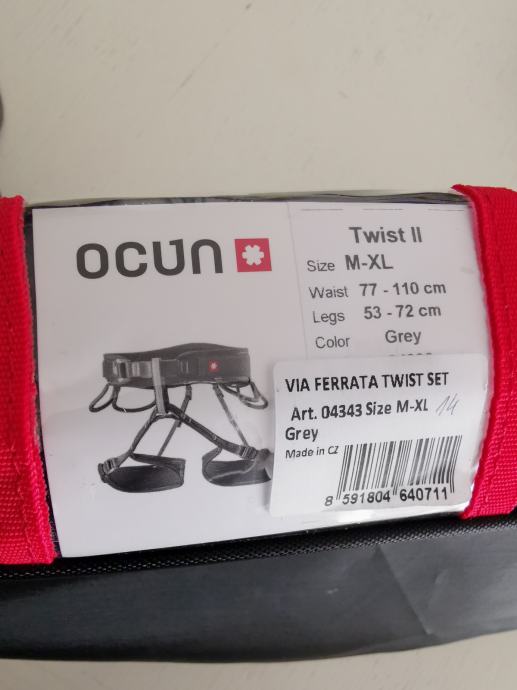 OCUN
Twist II
Size M-XL
Waist 77 - 110 cm
Legs 53 - 72 cm
Color Grey
VIA FERRATA TWIST SET
Art. 04343 Size M-XL 14
Grey
Made in CZ
8 591804 640711